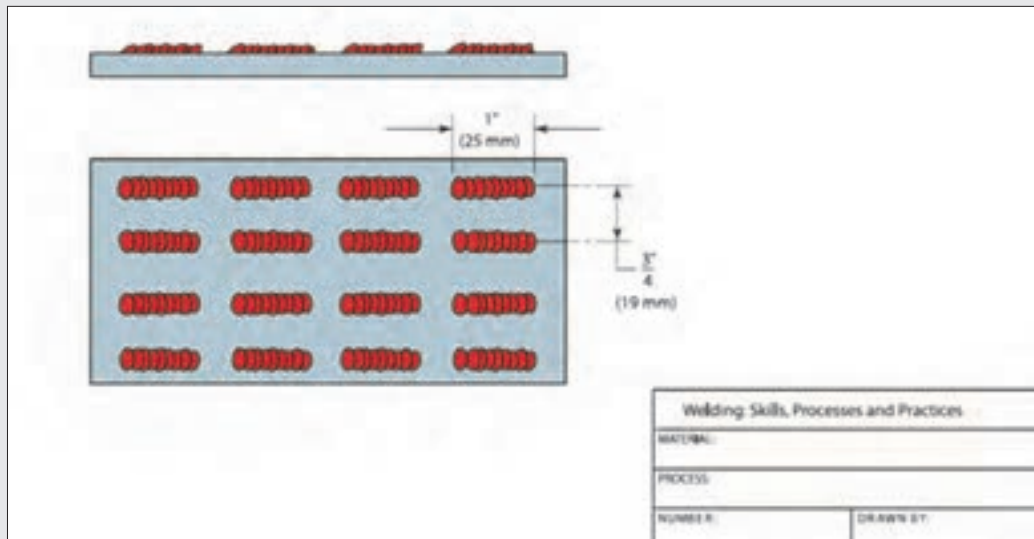 1"
(25 mm)
3"
4
(19 mm)
Welding: Skills, Processes and Practices
MATERIAL:
PROCESS:
NUMBER:
DRAWN BY: